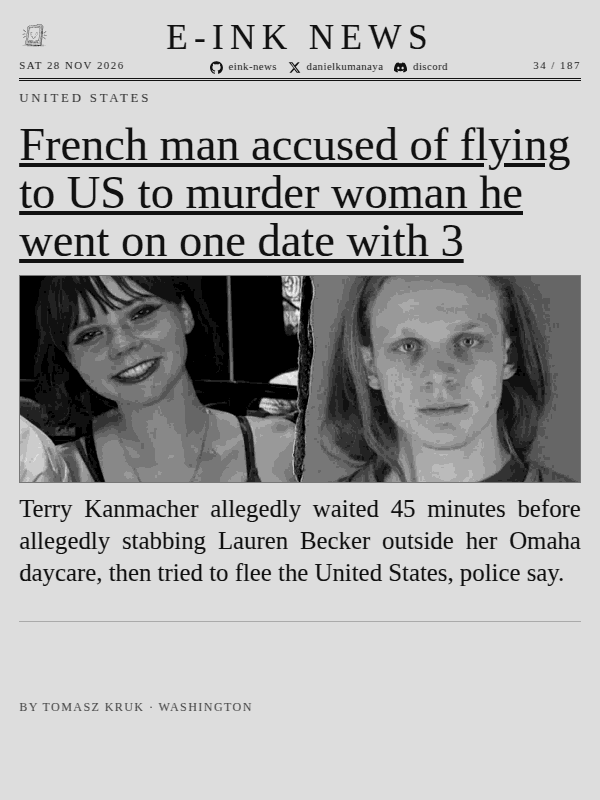 E-INK NEWS
SAT 28 NOV 2026
eink-news
danielkumanaya
discord
34 / 187
UNITED STATES
French man accused of flying
to US to murder woman he
went on one date with 3
Terry Kanmacher allegedly waited 45 minutes before
allegedly stabbing Lauren Becker outside her Omaha
daycare, then tried to flee the United States, police say.
BY TOMASZ KRUK · WASHINGTON